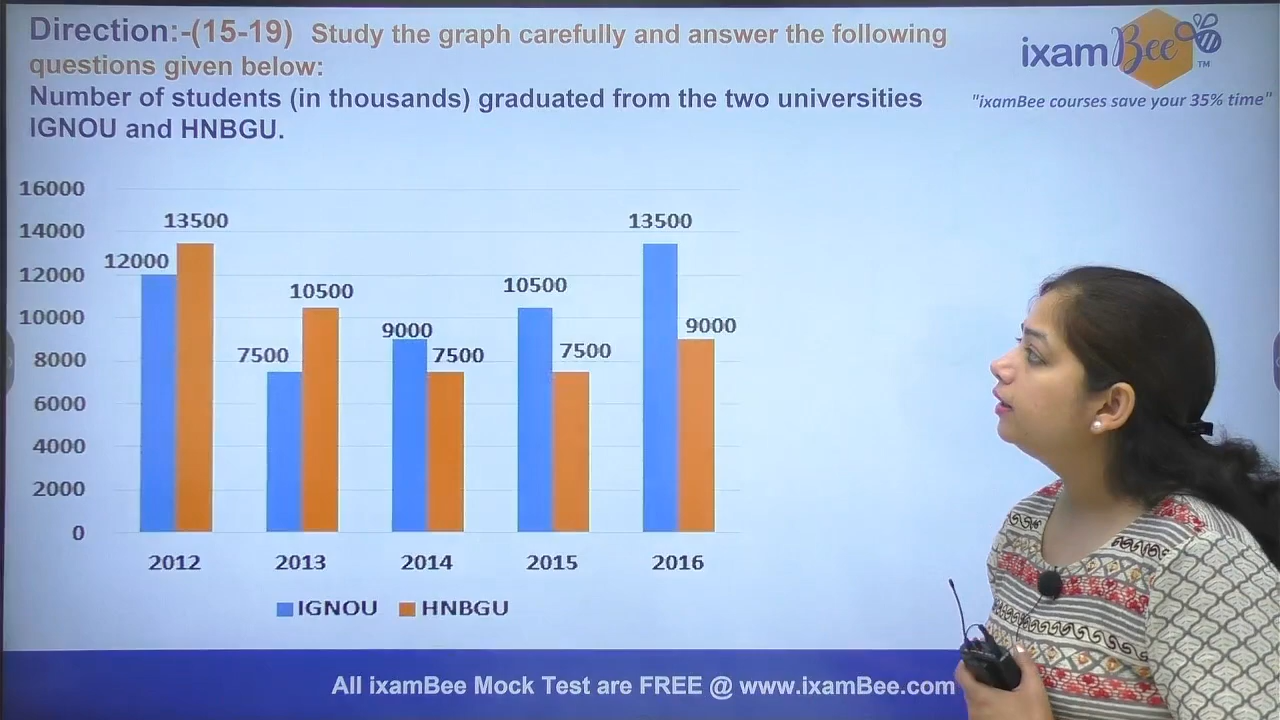 Direction:-(15-19) Study the graph carefully and answer the following
questions given below:
Number of students (in thousands) graduated from the two universities
IGNOU and HNBGU.
ixamBee™
"ixamBee courses save your 35% time"
16000
14000
12000
10000
8000
6000
4000
2000
0
12000
13500
7500
10500
9000
7500
10500
7500
13500
9000
2012 2013 2014 2015 2016
IGNOU HNBGU
All ixamBee Mock Test are FREE @ www.ixamBee.com